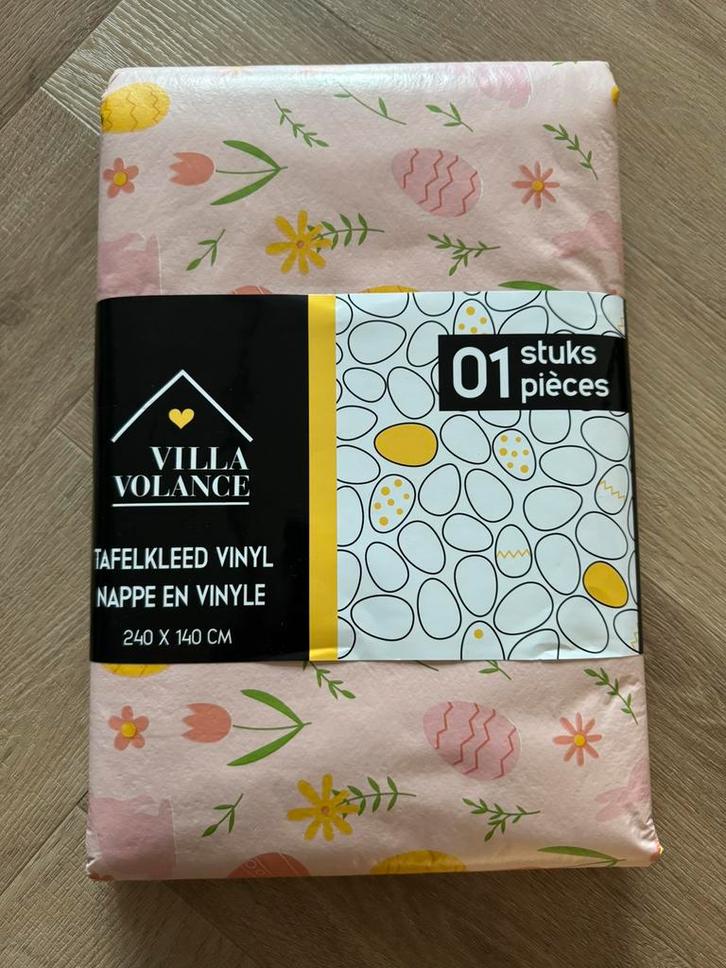 VILLA
VOLANCE
TAFELKLEED VINYL
NAPPE EN VINYLE
240 X 140 CM
01 stuks
pièces